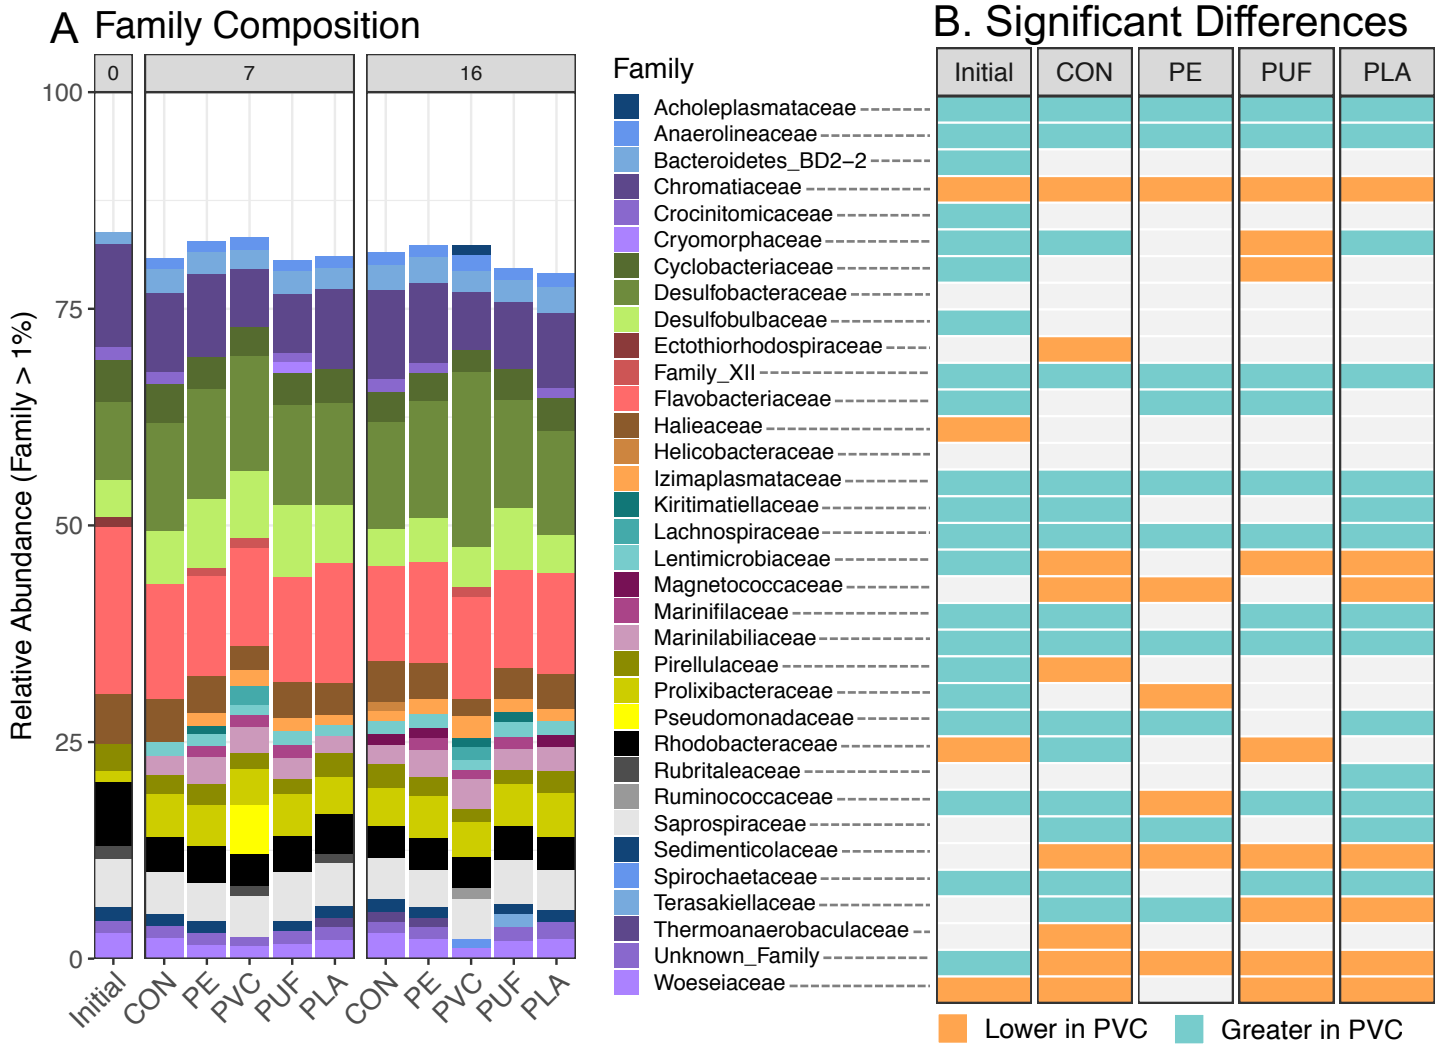 A Family Composition
B. Significant Differences
0
7
16
Family
Initial
CON
PE
PUF
PLA
100
75
50
25
0
Relative Abundance (Family > 1%)
Acholeplasmataceae
Anaerolineaceae
Bacteroidetes_BD2−2
Chromatiaceae
Crocinitomicaceae
Cryomorphaceae
Cyclobacteriaceae
Desulfobacteraceae
Desulfobulbaceae
Ectothiorhodospiraceae
Family_XII
Flavobacteriaceae
Halieaceae
Helicobacteraceae
Izimaplasmataceae
Kiritimatiellaceae
Lachnospiraceae
Lentimicrobiaceae
Magnetococcaceae
Marinifilaceae
Marinilabiliaceae
Pirellulaceae
Prolixibacteraceae
Pseudomonadaceae
Rhodobacteraceae
Rubritaleaceae
Ruminococcaceae
Saprospiraceae
Sedimenticolaceae
Spirochaetaceae
Terasakiellaceae
Thermoanaerobaculaceae
Unknown_Family
Woeseiaceae
Initial
CON
PE
PVC
PUF
PLA
CON
PE
PVC
PUF
PLA
Lower in PVC
Greater in PVC